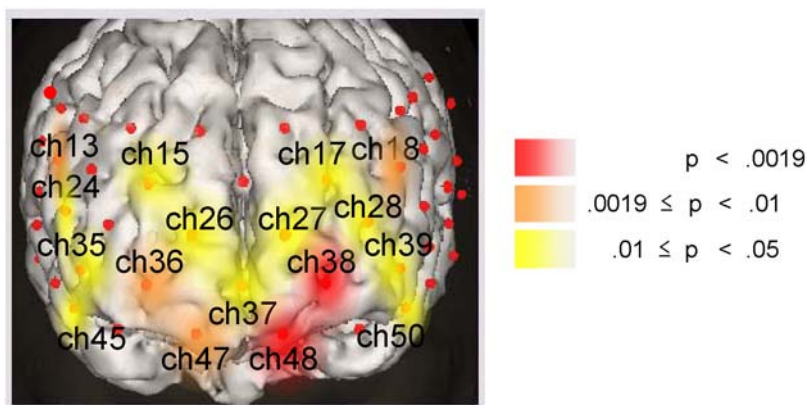 ch13
ch15
ch17
ch18
ch24
ch26
ch27
ch28
ch35
ch36
ch38
ch39
ch37
ch45
ch47
ch48
ch50
p < .0019
.0019 ≤ p < .01
.01 ≤ p < .05